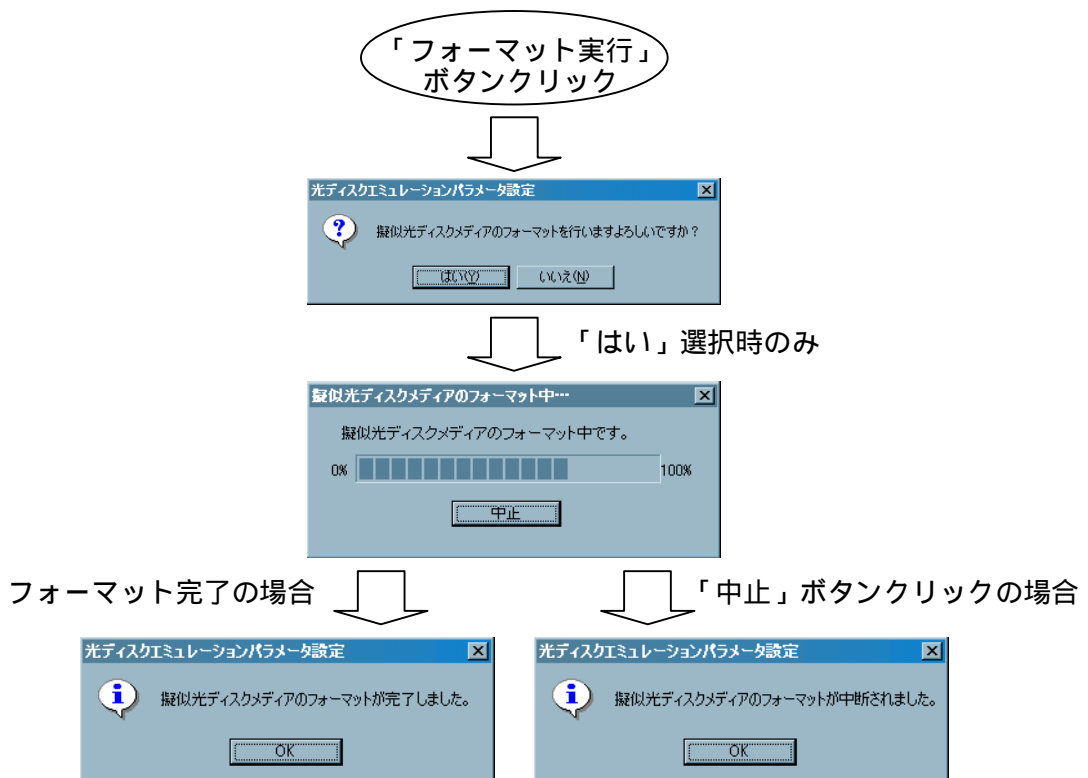 「フォーマット実行」
ボタンクリック
光ディスクエミュレーションパラメータ設定
擬似光ディスクメディアのフォーマットを行いますよろしいですか？
はい(Y) いいえ(N)
「はい」選択時のみ
擬似光ディスクメディアのフォーマット中…
擬似光ディスクメディアのフォーマット中です。
0% 100%
中止
フォーマット完了の場合
「中止」ボタンクリックの場合
光ディスクエミュレーションパラメータ設定
擬似光ディスクメディアのフォーマットが完了しました。
OK
光ディスクエミュレーションパラメータ設定
擬似光ディスクメディアのフォーマットが中断されました。
OK